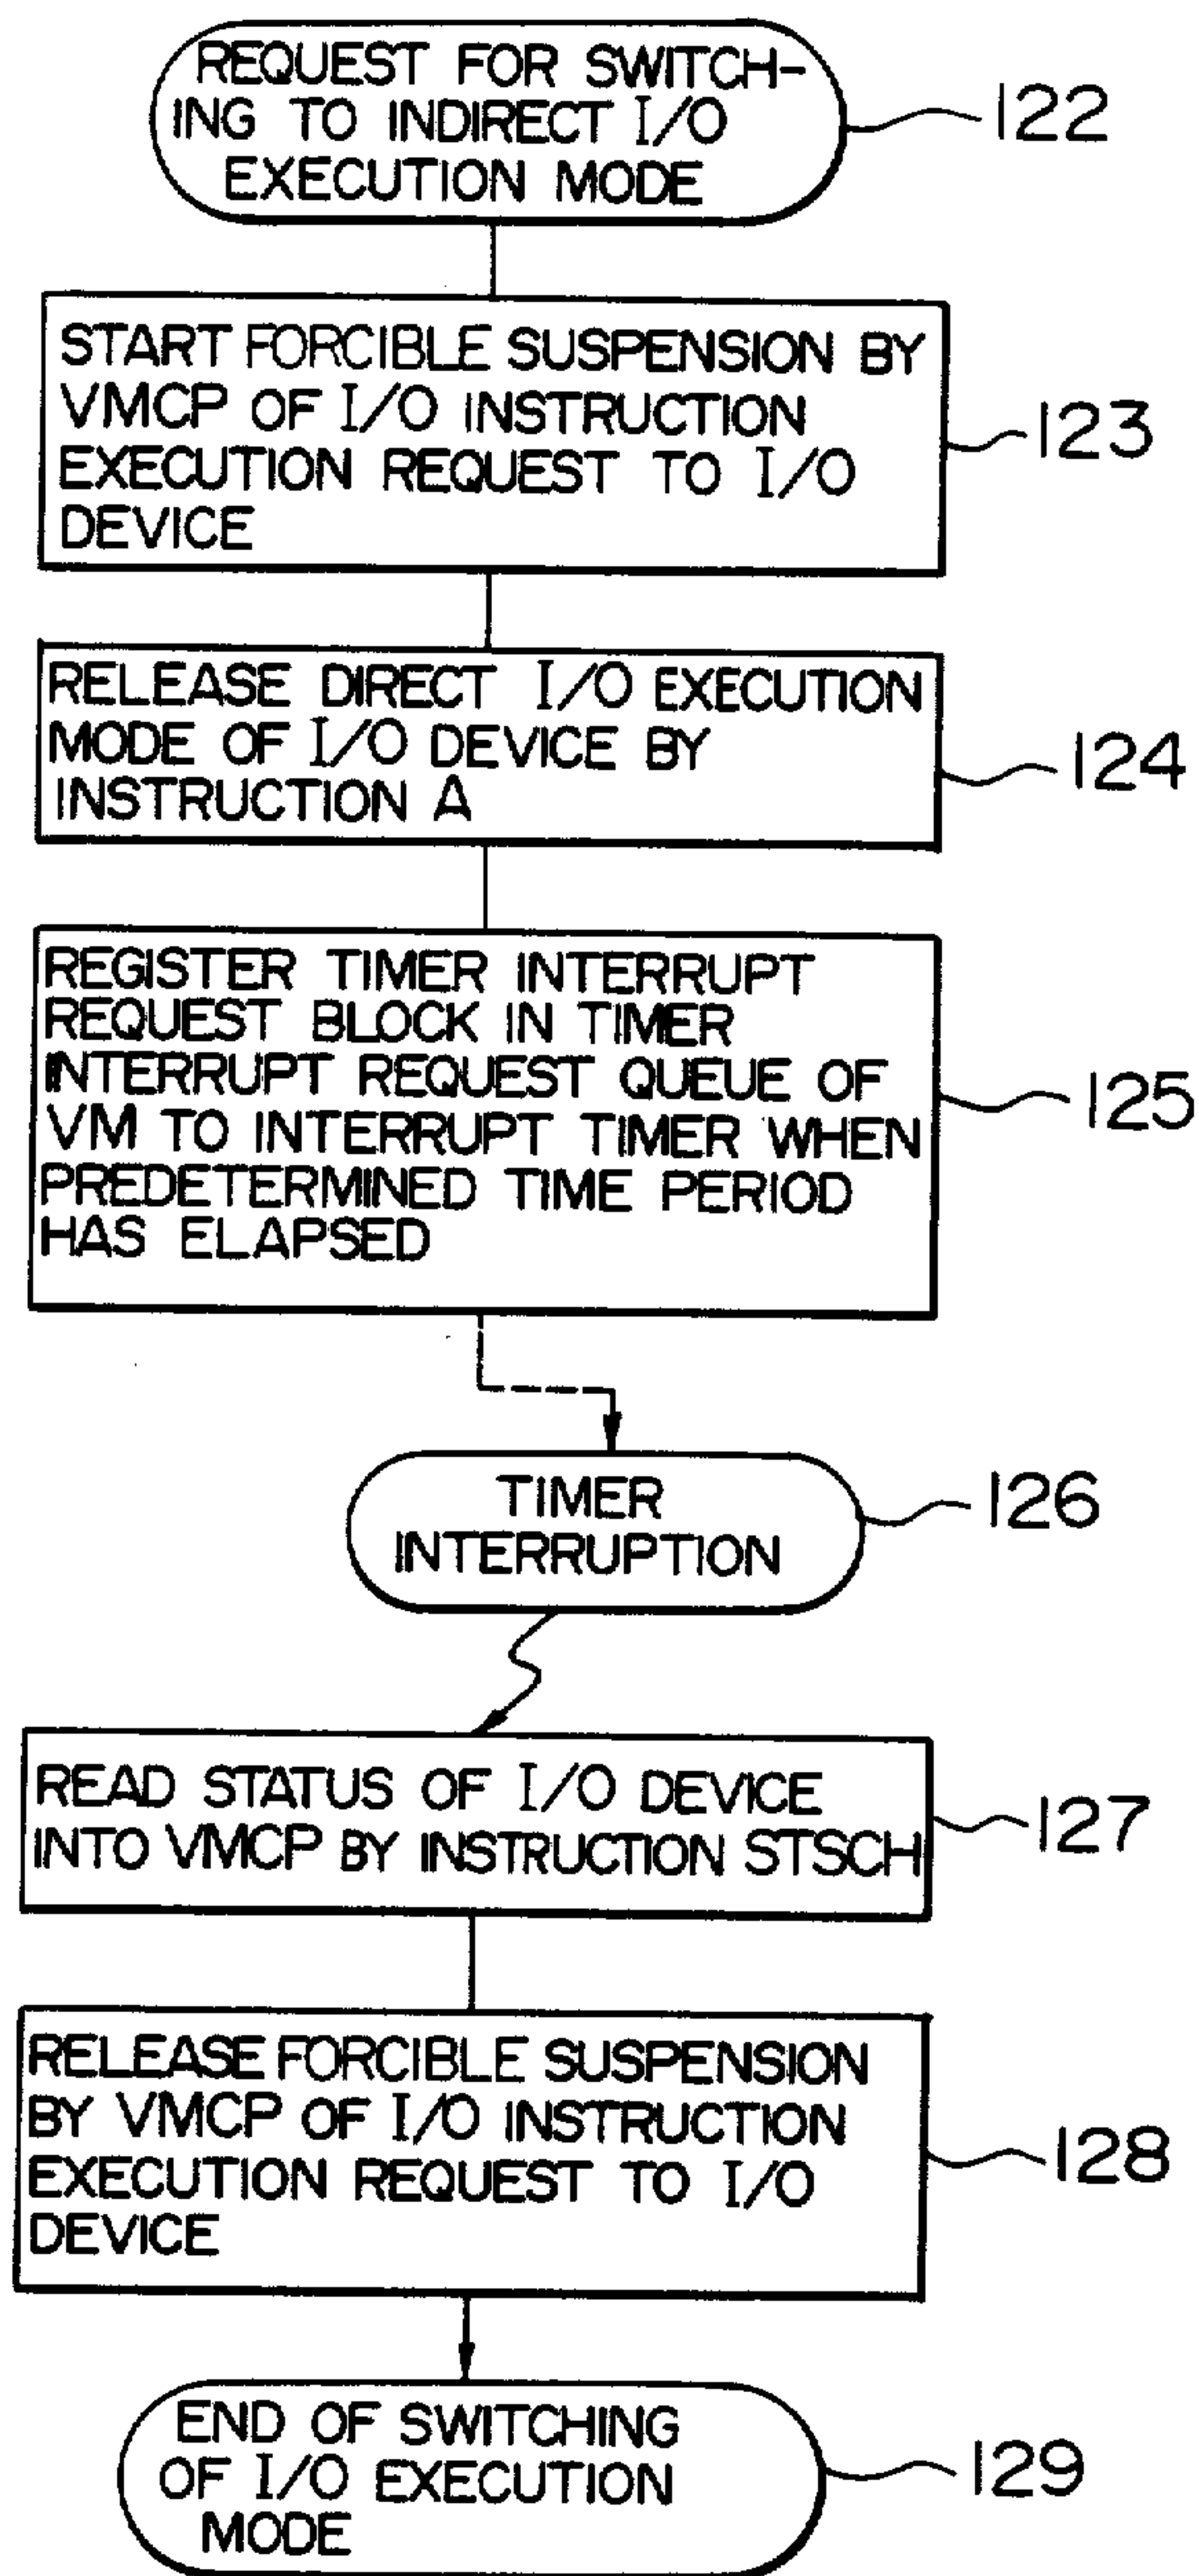 REQUEST FOR SWITCH-
ING TO INDIRECT I/O
EXECUTION MODE
122
START FORCIBLE SUSPENSION BY
VMCP OF I/O INSTRUCTION
EXECUTION REQUEST TO I/O
DEVICE
123
RELEASE DIRECT I/O EXECUTION
MODE OF I/O DEVICE BY
INSTRUCTION A
124
REGISTER TIMER INTERRUPT
REQUEST BLOCK IN TIMER
INTERRUPT REQUEST QUEUE OF
VM TO INTERRUPT TIMER WHEN
PREDETERMINED TIME PERIOD
HAS ELAPSED
125
TIMER
INTERRUPTION
126
READ STATUS OF I/O DEVICE
INTO VMCP BY INSTRUCTION STSCH
127
RELEASE FORCIBLE SUSPENSION
BY VMCP OF I/O INSTRUCTION
EXECUTION REQUEST TO I/O
DEVICE
128
END OF SWITCHING
OF I/O EXECUTION
MODE
129